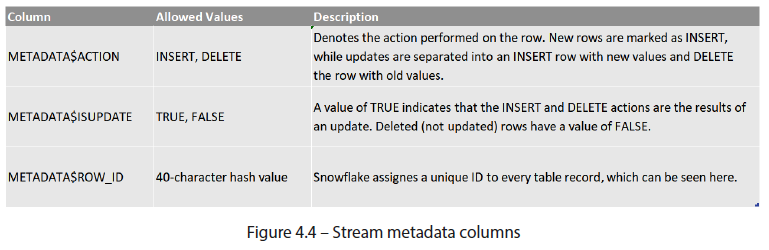 Column Allowed Values Description
Denotes the action performed on the row. New rows are marked as INSERT,
METADATA$ACTION INSERT, DELETE while updates are separated into an INSERT row with new values and DELETE
the row with old values.
METADATA$ISUPDATE TRUE, FALSE A value of TRUE indicates that the INSERT and DELETE actions are the results of
an update. Deleted (not updated) rows have a value of FALSE.
METADATA$ROW_ID 40-character hash value Snowflake assignes a unique ID to every table record, which can be seen here.
Figure 4.4 – Stream metadata columns